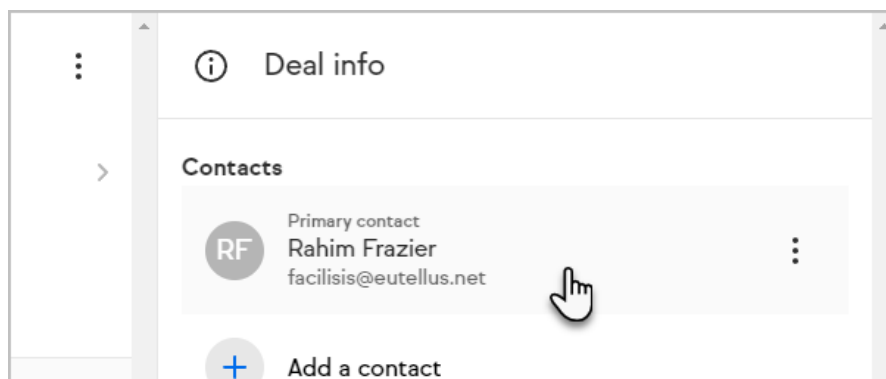 Deal info
Contacts
Primary contact
RF
Rahim Frazier
facilisis@eutellus.net
Add a contact